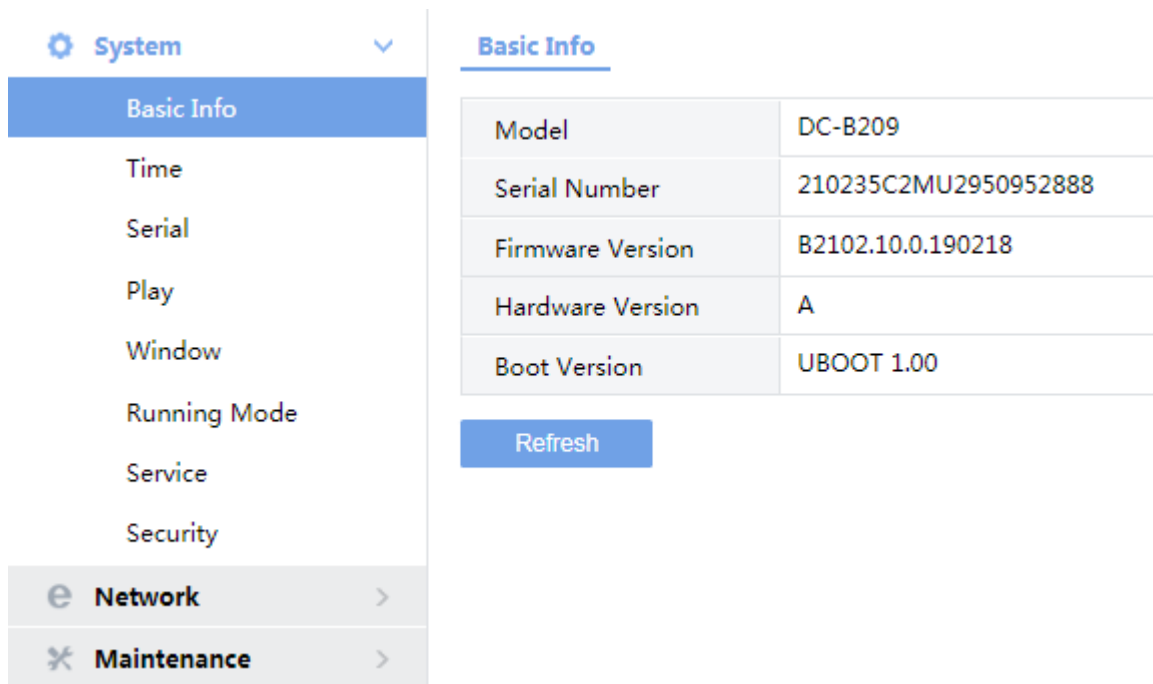 System
Basic Info
Time
Serial
Play
Window
Running Mode
Service
Security
Network
Maintenance
Basic Info
Model DC-B209
Serial Number 210235C2MU2950952888
Firmware Version B2102.10.0.190218
Hardware Version A
Boot Version UBOOT 1.00
Refresh